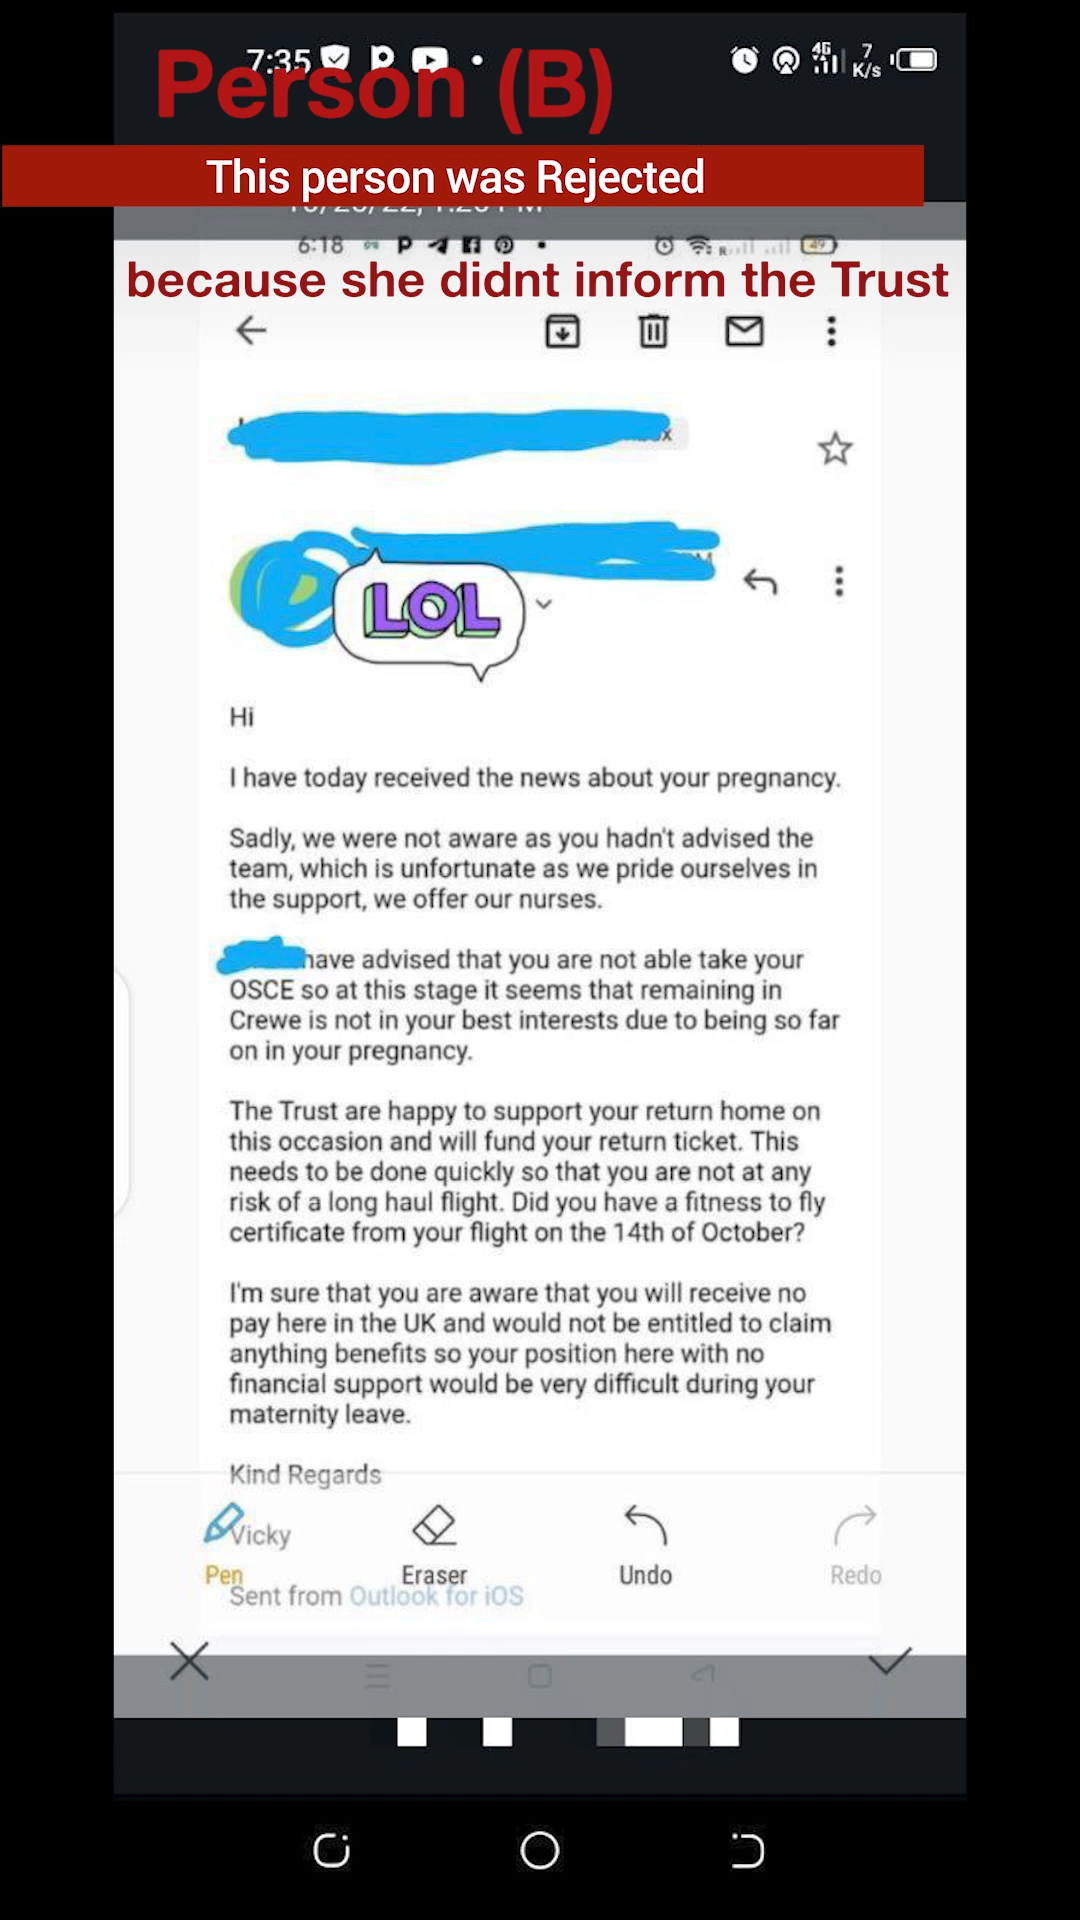 7:35
4G
7
K/s
Person (B)
This person was Rejected
6:18
49
because she didnt inform the Trust
LOL
Hi
I have today received the news about your pregnancy.
Sadly, we were not aware as you hadn't advised the
team, which is unfortunate as we pride ourselves in
the support, we offer our nurses.
have advised that you are not able take your
OSCE so at this stage it seems that remaining in
Crewe is not in your best interests due to being so far
on in your pregnancy.
The Trust are happy to support your return home on
this occasion and will fund your return ticket. This
needs to be done quickly so that you are not at any
risk of a long haul flight. Did you have a fitness to fly
certificate from your flight on the 14th of October?
I'm sure that you are aware that you will receive no
pay here in the UK and would not be entitled to claim
anything benefits so your position here with no
financial support would be very difficult during your
maternity leave.
Kind Regards
Vicky
Pen
Eraser
Undo
Redo
Sent from Outlook for iOS